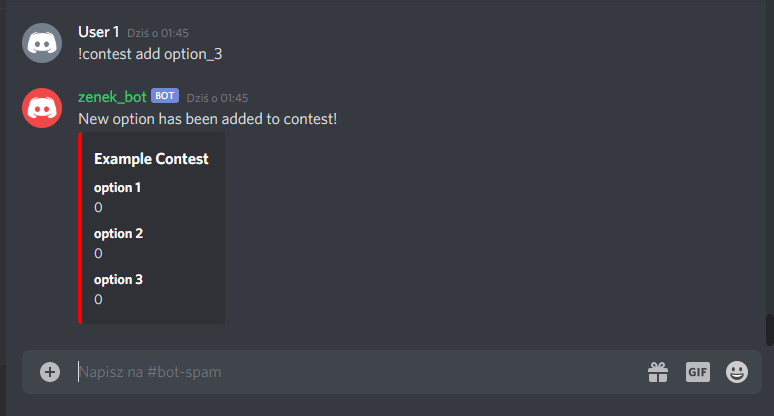 User 1 Dziś o 01:45
!contest add option_3
zenek_bot BOT Dziś o 01:45
New option has been added to contest!
Example Contest
option 1
0
option 2
0
option 3
0
Napisz na #bot-spam
GIF